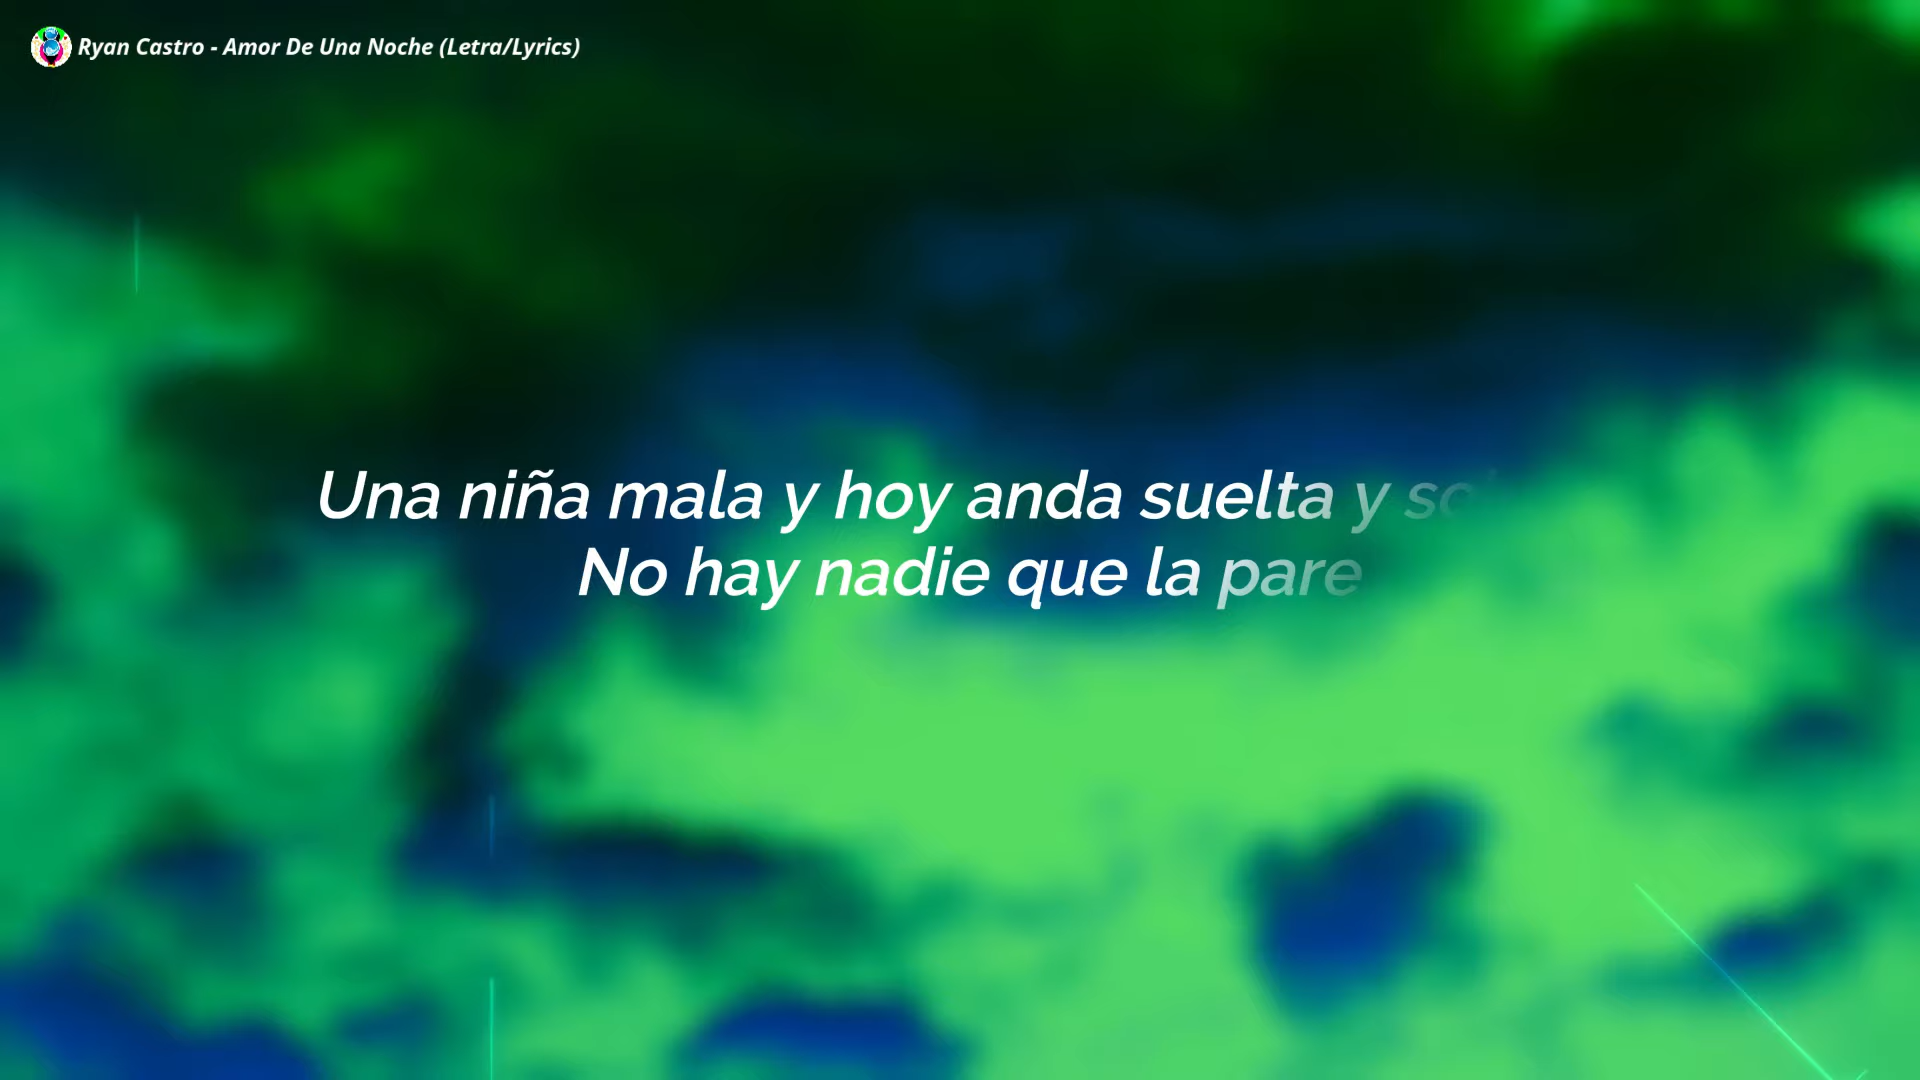 Ryan Castro - Amor De Una Noche (Letra/Lyrics)
Una niña mala y hoy anda suelta y
No hay nadie que la pare